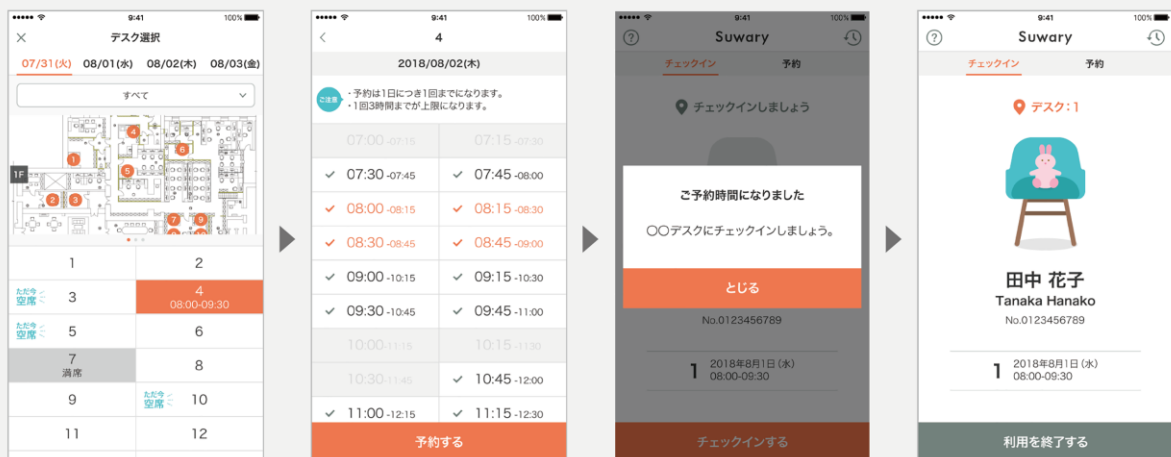 9:41
100%
デスク選択
07/31(火) 08/01(水) 08/02(木) 08/03(金)
すべて
1F
4
6
1
5
2 3
7 9
1 2
ただ今
空席
3
4
08:00-09:30
ただ今
空席
5
6
7
満席
8
9
ただ今
空席
10
11 12
9:41
100%
4
2018/08/02(木)
ご注意
・予約は1日につき1回までになります。
・1回3時間までが上限になります。
07:00 -07:15 07:15 -07:30
07:30 -07:45 07:45 -08:00
08:00 -08:15 08:15 -08:30
08:30 -08:45 08:45 -09:00
09:00 -10:15 09:15 -10:30
09:30 -10:45 09:45 -11:00
10:00 -11:15 10:15 -1130
10:30 -11:45 10:45 -12:00
11:00 -12:15 11:15 -12:30
予約する
9:41
100%
?
Suwary
チェックイン 予約
チェックインしましょう
ご予約時間になりました
〇〇デスクにチェックインしましょう。
とじる
No.0123456789
1
2018年8月1日(水)
08:00-09:30
チェックインする
9:41
100%
?
Suwary
チェックイン 予約
デスク:1
田中 花子
Tanaka Hanako
No.0123456789
1
2018年8月1日(水)
08:00-09:30
利用を終了する